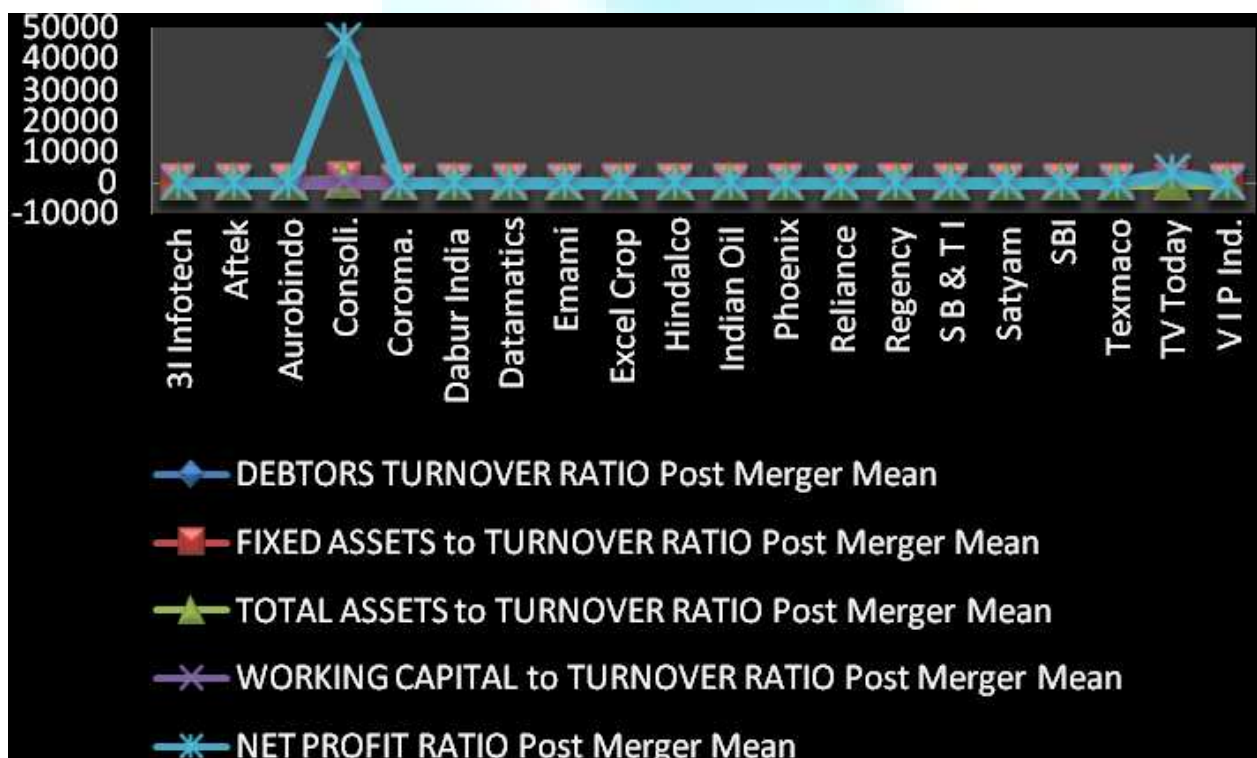 50000
40000
30000
20000
10000
0
-10000
3I Infotech
Aftek
Aurobindo
Consoli.
Coroma.
Dabur India
Datamatics
Emami
Excel Crop
Hindalco
Indian Oil
Phoenix
Reliance
Regency
S B & T I
Satyam
SBI
Texmaco
TV Today
V I P Ind.
DEBTORS TURNOVER RATIO Post Merger Mean
FIXED ASSETS to TURNOVER RATIO Post Merger Mean
TOTAL ASSETS to TURNOVER RATIO Post Merger Mean
WORKING CAPITAL to TURNOVER RATIO Post Merger Mean
NET PROFIT RATIO Post Merger Mean